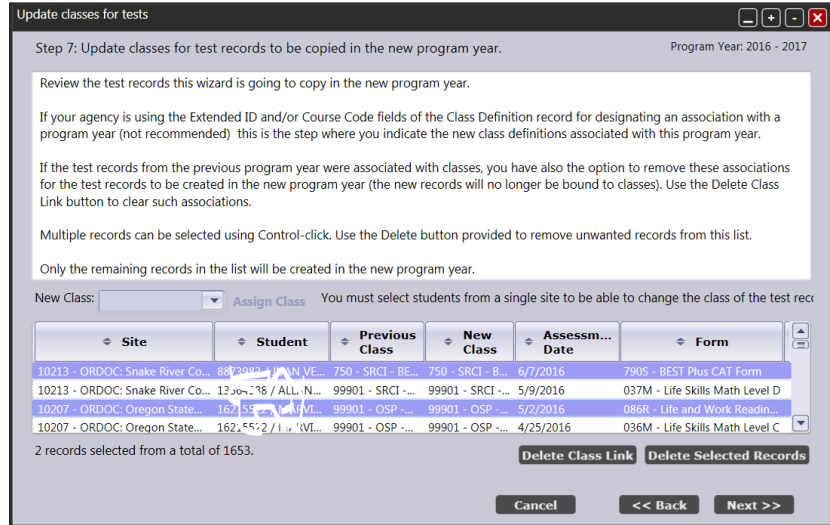 Update classes for tests
Step 7: Update classes for test records to be copied in the new program year.
Program Year: 2016 - 2017
Review the test records this wizard is going to copy in the new program year.
If your agency is using the Extended ID and/or Course Code fields of the Class Definition record for designating an association with a
program year (not recommended) this is the step where you indicate the new class definitions associated with this program year.
If the test records from the previous program year were associated with classes, you have also the option to remove these associations
for the test records to be created in the new program year (the new records will no longer be bound to classes). Use the Delete Class
Link button to clear such associations.
Multiple records can be selected using Control-click. Use the Delete button provided to remove unwanted records from this list.
Only the remaining records in the list will be created in the new program year.
New Class: Assign Class You must select students from a single site to be able to change the class of the test reco
Site Student Previous Class New Class Assessm... Date Form
10213 - ORDOC: Snake River Co... 750 - SRCI - BE... 750 - SRCI - B... 6/7/2016 790S - BEST Plus CAT Form
10213 - ORDOC: Snake River Co... 99901 - SRCI -... 99901 - SRCI -... 5/9/2016 037M - Life Skills Math Level D
10207 - ORDOC: Oregon State... 99901 - OSP -... 99901 - OSP -... 5/2/2016 086R - Life and Work Readin...
10207 - ORDOC: Oregon State... 99901 - OSP -... 99901 - OSP -... 4/25/2016 036M - Life Skills Math Level C
2 records selected from a total of 1653.
Delete Class Link Delete Selected Records
Cancel << Back Next >>